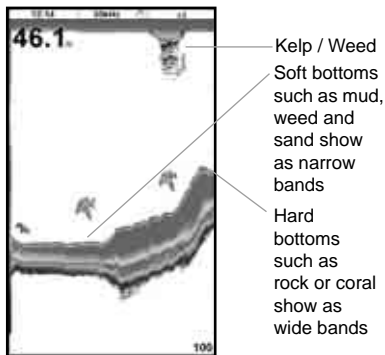 46.1
Kelp / Weed
Soft bottoms
such as mud,
weed and
sand show
as narrow
bands
Hard
bottoms
such as
rock or coral
show as
wide bands
100